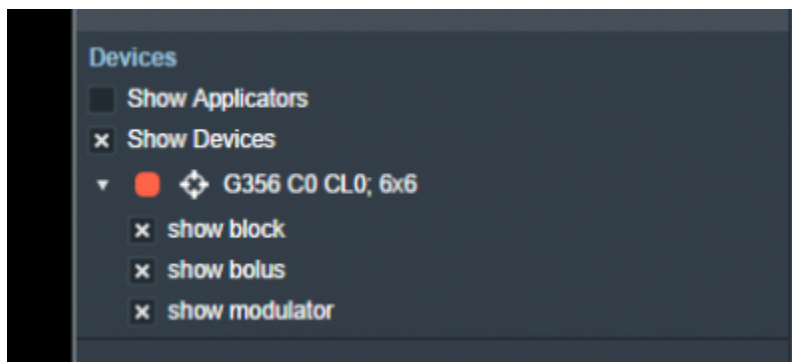 Devices
Show Applicators
Show Devices
G356 C0 CL0; 6x6
show block
show bolus
show modulator